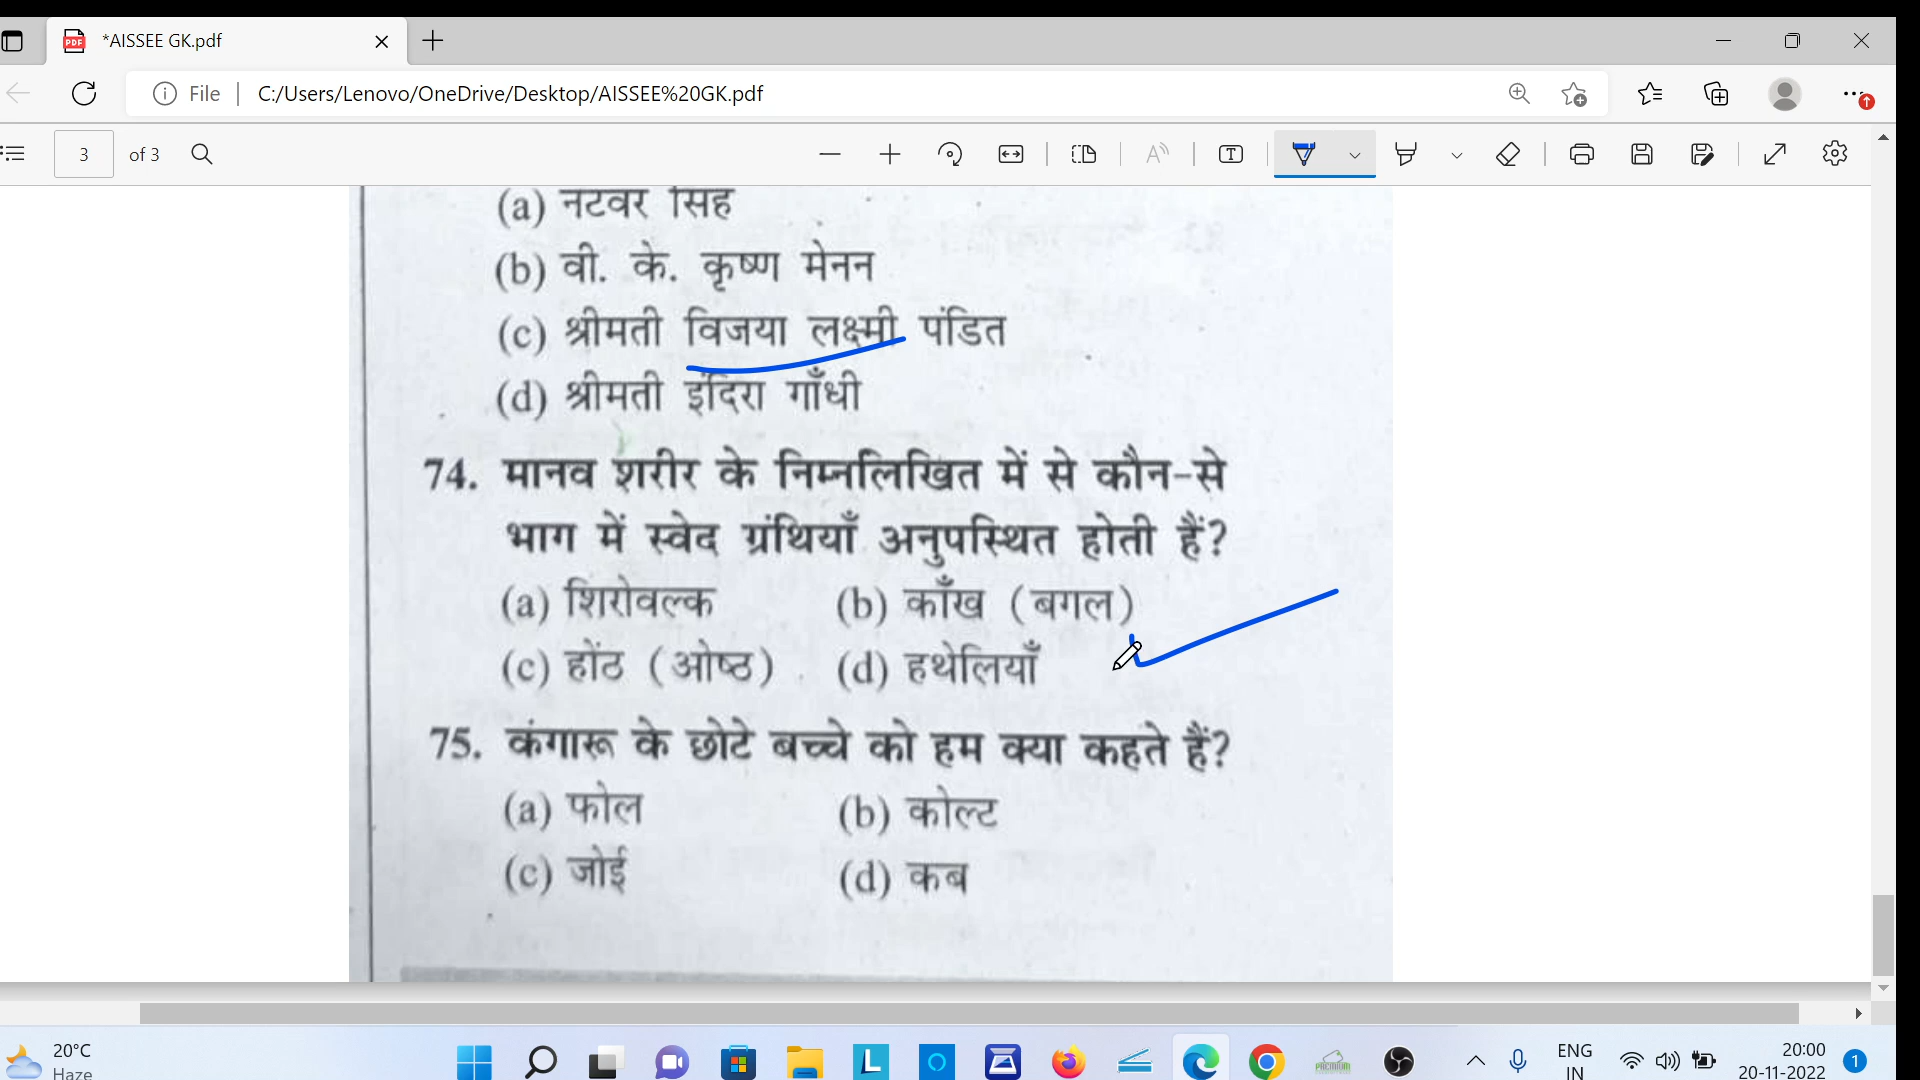 *AISSEE GK.pdf
File C:/Users/Lenovo/OneDrive/Desktop/AISSEE%20GK.pdf
3 of 3
(a) नटवर सिंह
(b) वी. के. कृष्ण मेनन
(c) श्रीमती विजया लक्ष्मी पंडित
(d) श्रीमती इंदिरा गाँधी
74. मानव शरीर के निम्नलिखित में से कौन-से
भाग में स्वेद ग्रंथियाँ अनुपस्थित होती हैं?
(a) शिरोवल्क (b) काँख (बगल)
(c) होंठ (ओष्ठ) (d) हथेलियाँ
75. कंगारू के छोटे बच्चे को हम क्या कहते हैं?
(a) फोल (b) कोल्ट
(c) जोई (d) कब
20°C
Haze
ENG
IN
20:00
20-11-2022
1